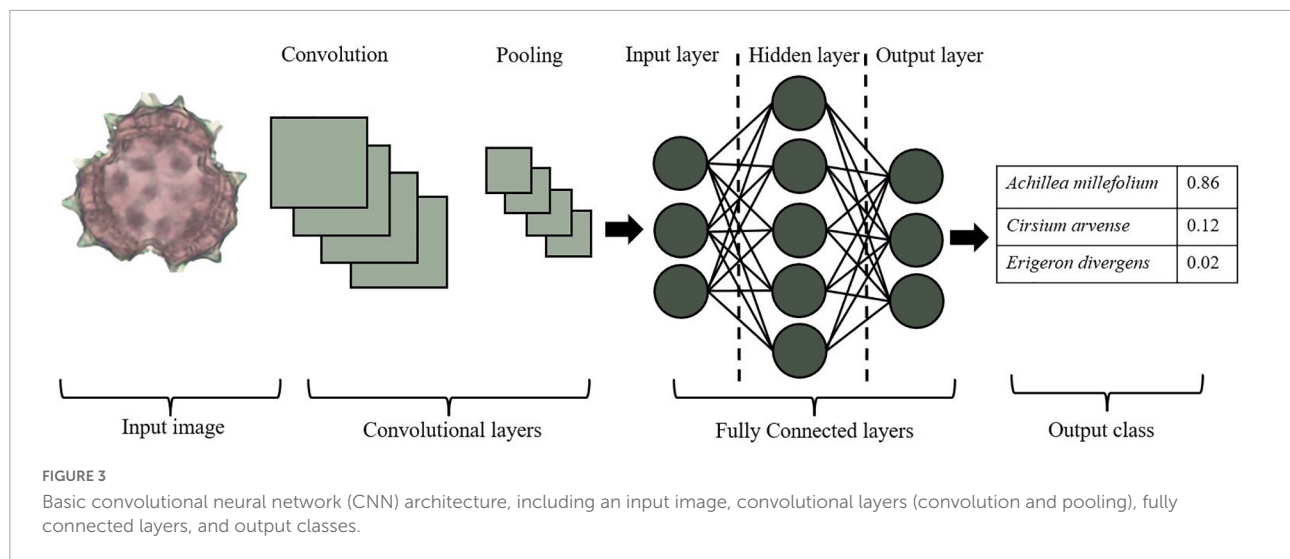 Convolution
Pooling
Input layer
Hidden layer
Output layer
Achillea millefolium 0.86
Cirsium arvense 0.12
Erigeron divergens 0.02
Input image
Convolutional layers
Fully Connected layers
Output class
FIGURE 3
Basic convolutional neural network (CNN) architecture, including an input image, convolutional layers (convolution and pooling), fully
connected layers, and output classes.